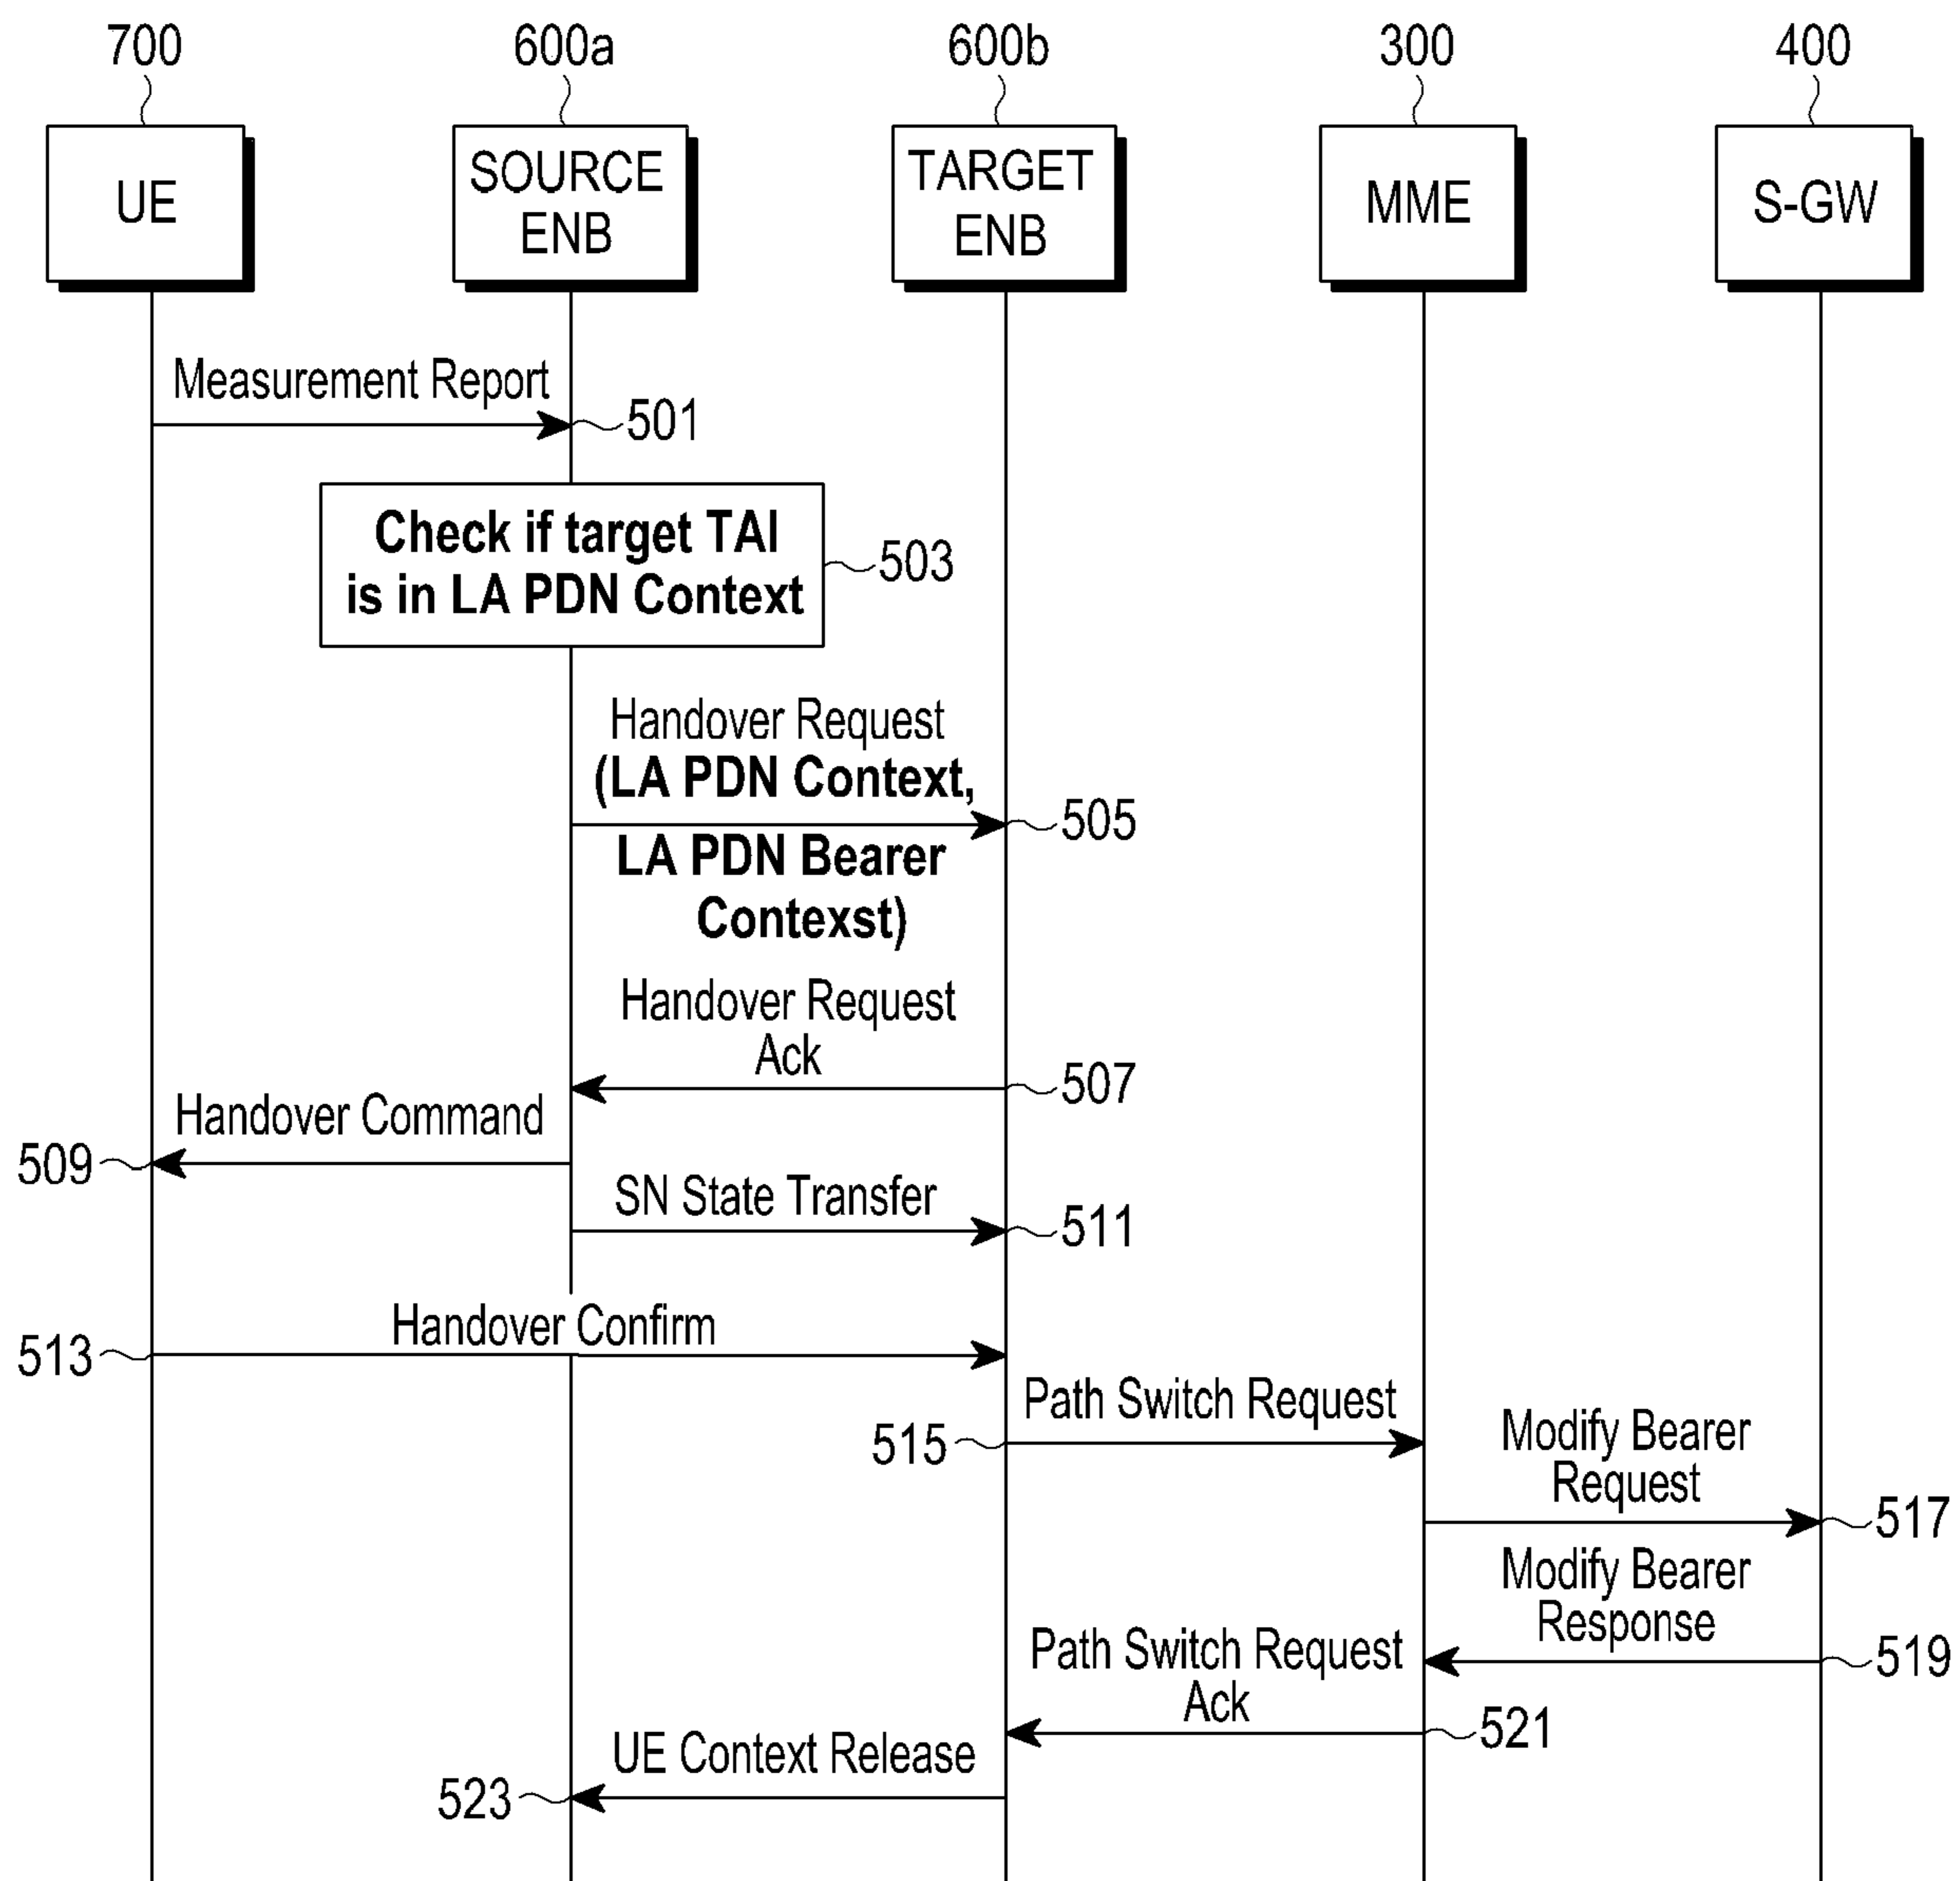 700
600a
600b
300
400
UE
SOURCE
ENB
TARGET
ENB
MME
S-GW
Measurement Report
501
Check if target TAI
is in LA PDN Context
503
Handover Request
(LA PDN Context,
505
LA PDN Bearer
Contexst)
Handover Request
Ack
507
Handover Command
509
SN State Transfer
511
Handover Confirm
513
Path Switch Request
515
Modify Bearer
Request
517
Modify Bearer
Response
519
Path Switch Request
Ack
521
UE Context Release
523